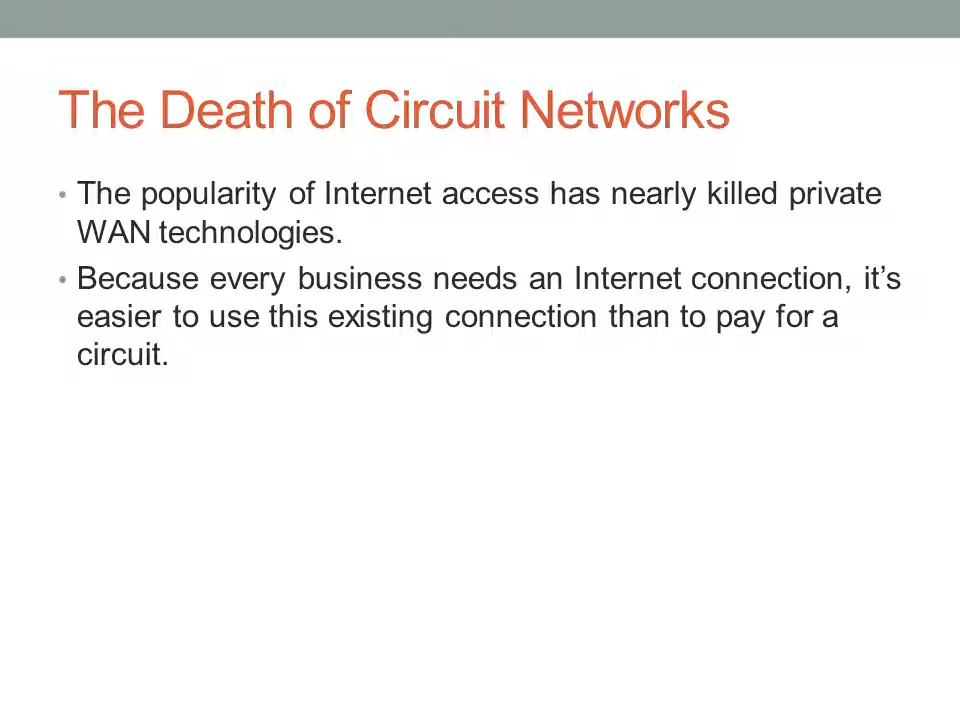 The Death of Circuit Networks
• The popularity of Internet access has nearly killed private
WAN technologies.
• Because every business needs an Internet connection, it’s
easier to use this existing connection than to pay for a
circuit.